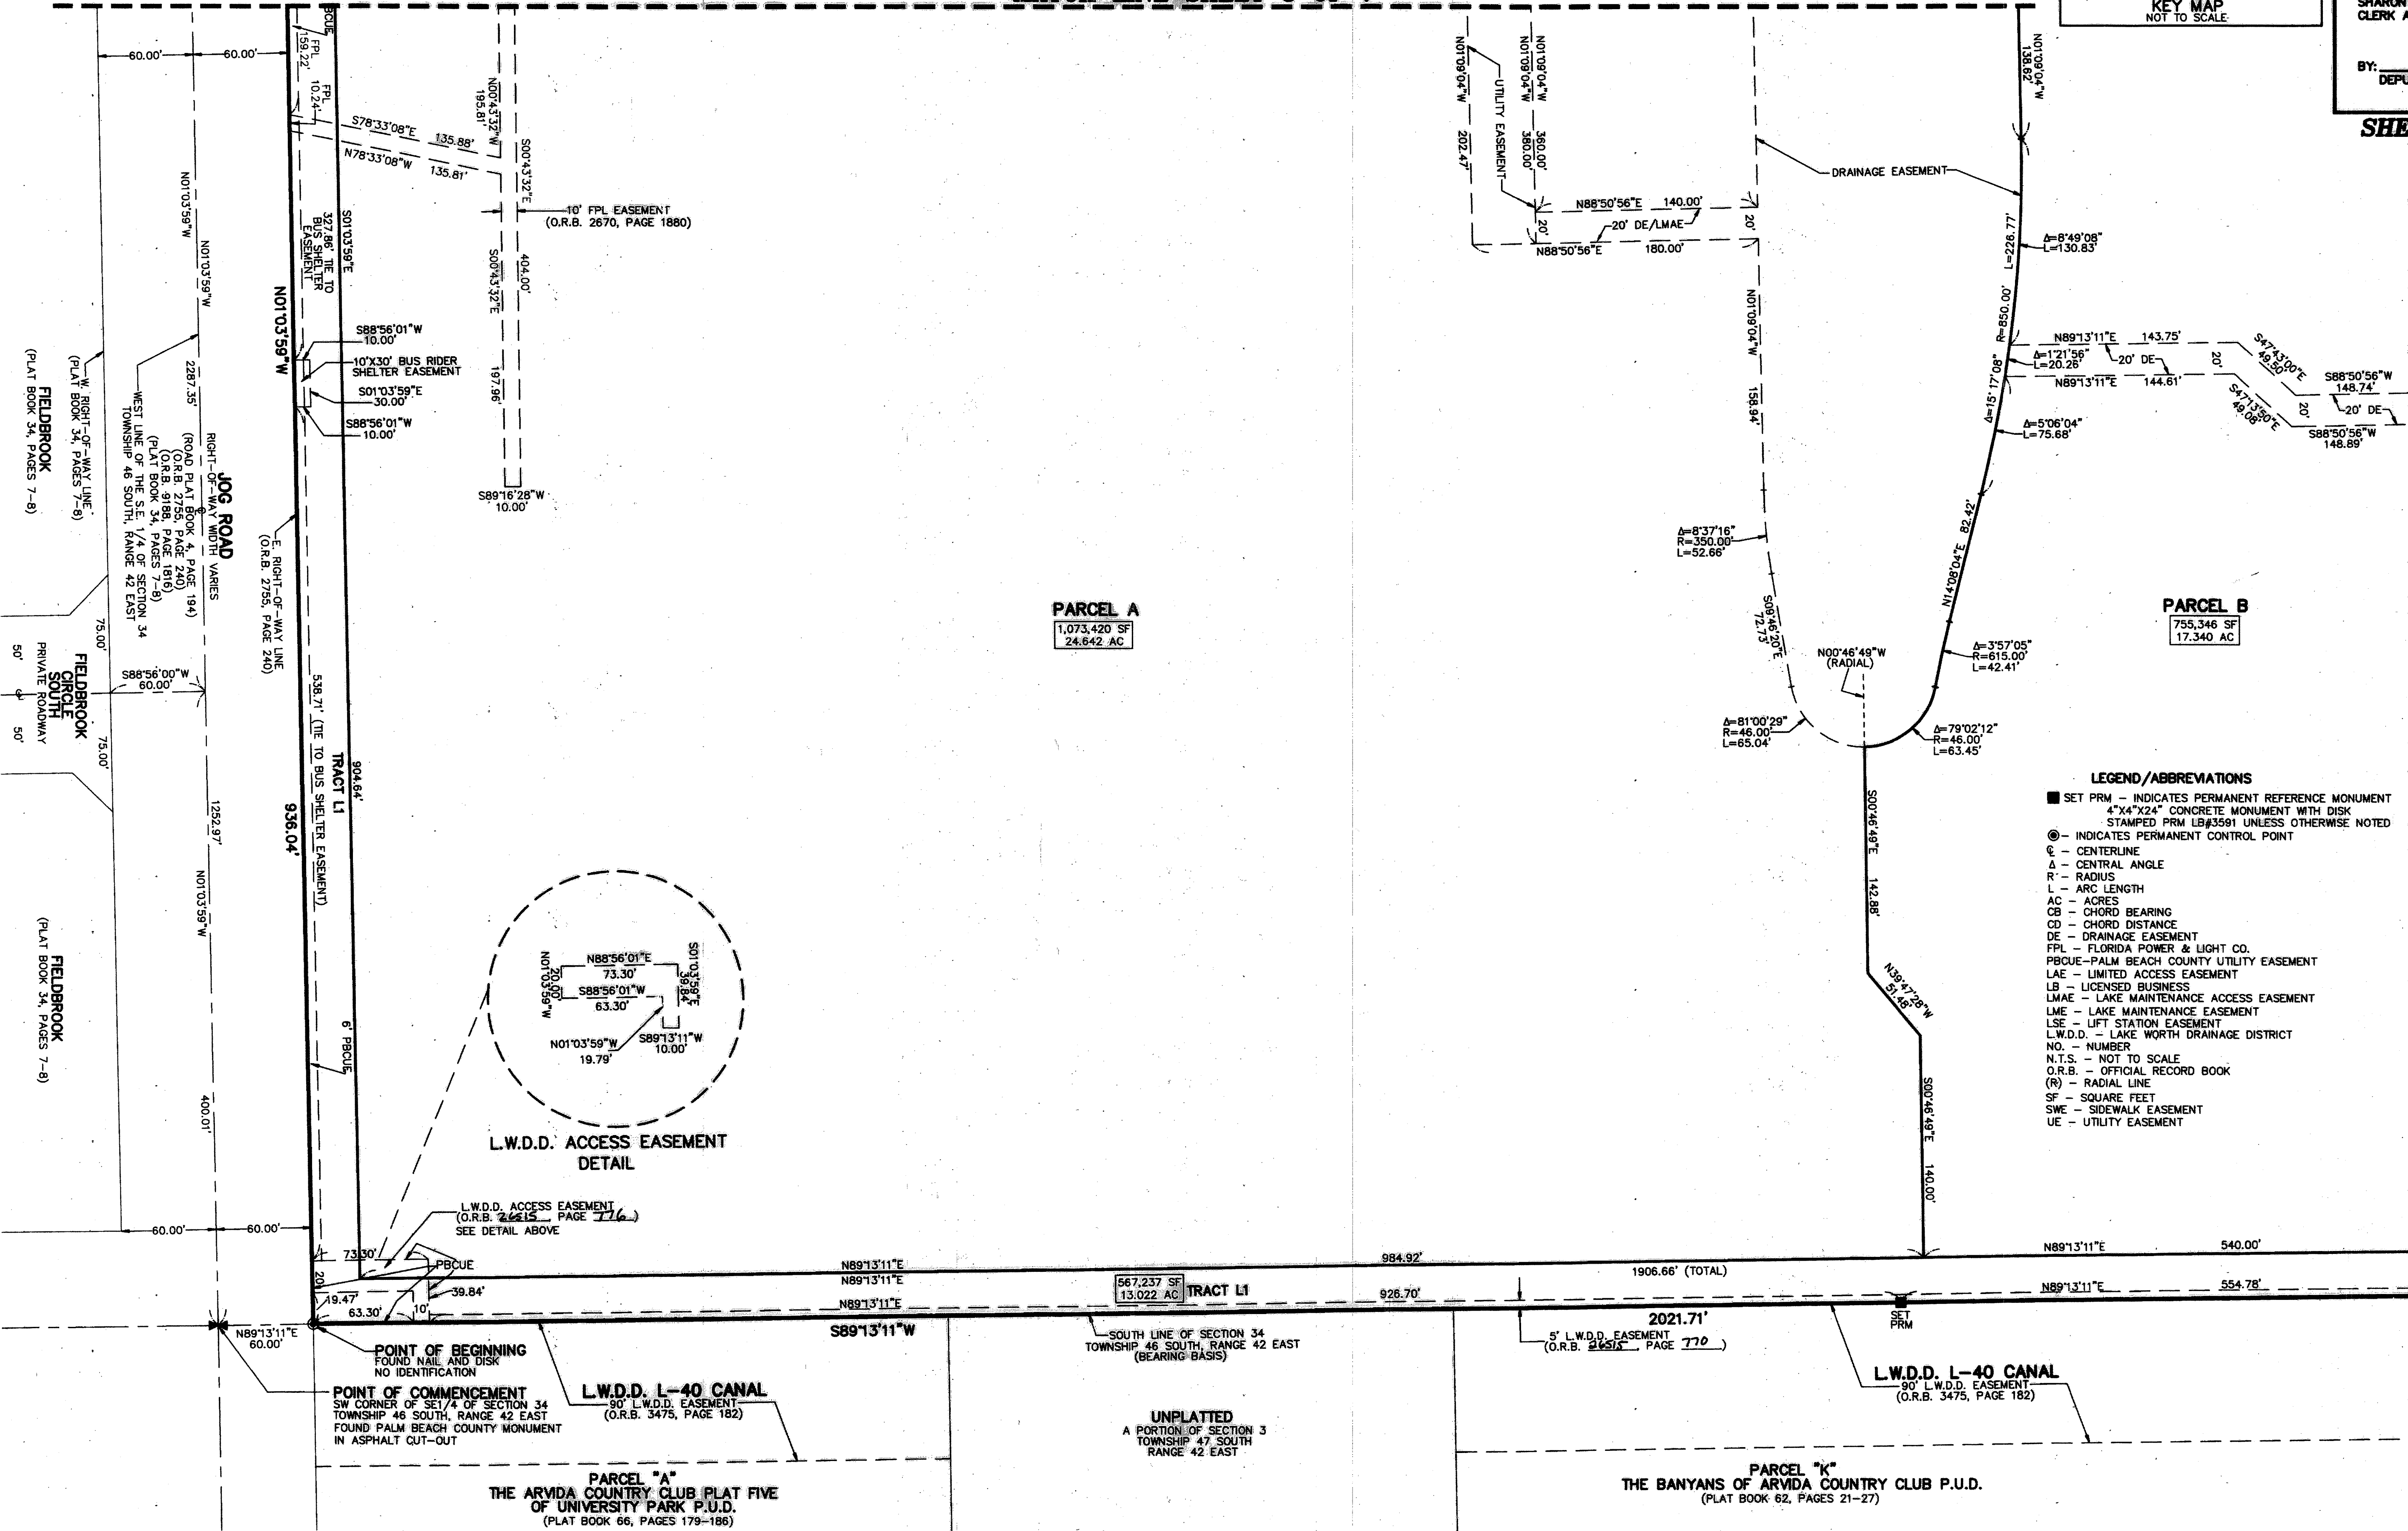 KEY MAP
NOT TO SCALE
CLERK
BY:
60.00'
60.00'
FPL
159.22'
FPL
10.24'
S78°33'08"E 135.88'
N78°33'08"W 135.81'
N00°43'32"W
195.81'
S00°43'32"E
404.00'
10' FPL EASEMENT
(O.R.B. 2670, PAGE 1880)
S00°43'32"E
197.96'
S89°16'28"W
10.00'
S01°03'59"E
327.86' TIE TO
BUS SHELTER
EASEMENT
N01°03'59"W
S88°56'01"W
10.00'
10'X30' BUS RIDER
SHELTER EASEMENT
S01°03'59"E
30.00'
S88°56'01"W
10.00'
N01°03'59"W
N01°03'59"W
2287.35'
WEST LINE OF THE S.E. 1/4 OF SECTION 34
TOWNSHIP 46 SOUTH, RANGE 42 EAST
W. RIGHT-OF-WAY LINE
(PLAT BOOK 34, PAGES 7-8)
FIELDBROOK
(PLAT BOOK 34, PAGES 7-8)
JOG ROAD
RIGHT-OF-WAY WIDTH VARIES
(ROAD PLAT BOOK 4, PAGE 194)
(O.R.B. 2755, PAGE 240)
(O.R.B. 9188, PAGE 1816)
(PLAT BOOK 34, PAGES 7-8)
E. RIGHT-OF-WAY LINE
(O.R.B. 2755, PAGE 240)
75.00'
S88°56'00"W
60.00'
FIELDBROOK
CIRCLE
SOUTH
PRIVATE ROADWAY
50' ℄ 50'
75.00'
538.71' (TIE TO BUS SHELTER EASEMENT)
TRACT L1
904.64'
936.04'
1252.97'
N01°03'59"W
400.01'
6' PBCUE
FIELDBROOK
(PLAT BOOK 34, PAGES 7-8)
60.00'
60.00'
N01°09'04"W
202.47'
UTILITY EASEMENT
N01°09'04"W 380.00'
N01°09'04"W 360.00'
N88°50'56"E 140.00'
20'
20' DE/LMAE
20'
N88°50'56"E 180.00'
DRAINAGE EASEMENT
N01°09'04"W
138.62'
L=226.77'
R=850.00'
Δ=15°17'08"
Δ=8°49'08"
L=130.83'
N89°13'11"E 143.75'
Δ=1°21'56"
L=20.26'
20' DE
20'
N89°13'11"E 144.61'
S47°43'00"E
49.50'
S47°13'50"E
49.08'
S88°50'56"W
148.74'
20'
20' DE
S88°50'56"W
148.89'
Δ=5°06'04"
L=75.68'
N01°09'04"W
158.94'
Δ=8°37'16"
R=350.00'
L=52.66'
S09°46'20"E
72.73'
N14°08'04"E 82.42'
PARCEL A
1,073,420 SF
24.642 AC
PARCEL B
755,346 SF
17.340 AC
N00°46'49"W
(RADIAL)
Δ=3°57'05"
R=615.00'
L=42.41'
Δ=81°00'29"
R=46.00'
L=65.04'
Δ=79°02'12"
R=46.00'
L=63.45'
S00°46'49"E
142.88'
N39°47'28"W
51.48'
S00°46'49"E
140.00'
LEGEND/ABBREVIATIONS
SET PRM – INDICATES PERMANENT REFERENCE MONUMENT
4"X4"X24" CONCRETE MONUMENT WITH DISK
STAMPED PRM LB#3591 UNLESS OTHERWISE NOTED
– INDICATES PERMANENT CONTROL POINT
℄ – CENTERLINE
Δ – CENTRAL ANGLE
R – RADIUS
L – ARC LENGTH
AC – ACRES
CB – CHORD BEARING
CD – CHORD DISTANCE
DE – DRAINAGE EASEMENT
FPL – FLORIDA POWER & LIGHT CO.
PBCUE–PALM BEACH COUNTY UTILITY EASEMENT
LAE – LIMITED ACCESS EASEMENT
LB – LICENSED BUSINESS
LMAE – LAKE MAINTENANCE ACCESS EASEMENT
LME – LAKE MAINTENANCE EASEMENT
LSE – LIFT STATION EASEMENT
L.W.D.D. – LAKE WORTH DRAINAGE DISTRICT
NO. – NUMBER
N.T.S. – NOT TO SCALE
O.R.B. – OFFICIAL RECORD BOOK
(R) – RADIAL LINE
SF – SQUARE FEET
SWE – SIDEWALK EASEMENT
UE – UTILITY EASEMENT
N88°56'01"E
73.30'
S88°56'01"W
63.30'
N01°03'59"W
20.00'
S01°03'59"E
39.84'
N01°03'59"W
19.79'
S89°13'11"W
10.00'
L.W.D.D. ACCESS EASEMENT
DETAIL
L.W.D.D. ACCESS EASEMENT
(O.R.B. 26515, PAGE 776)
SEE DETAIL ABOVE
73.30'
PBCUE
20'
19.47'
63.30'
10'
39.84'
N89°13'11"E 984.92'
N89°13'11"E 1906.66' (TOTAL)
N89°13'11"E 926.70'
567,237 SF
13.022 AC
TRACT L1
N89°13'11"E 540.00'
N89°13'11"E 554.78'
SET
PRM
S89°13'11"W 2021.71'
N89°13'11"E
60.00'
POINT OF BEGINNING
FOUND NAIL AND DISK
NO IDENTIFICATION
POINT OF COMMENCEMENT
SW CORNER OF SE1/4 OF SECTION 34
TOWNSHIP 46 SOUTH, RANGE 42 EAST
FOUND PALM BEACH COUNTY MONUMENT
IN ASPHALT CUT-OUT
L.W.D.D. L-40 CANAL
90' L.W.D.D. EASEMENT
(O.R.B. 3475, PAGE 182)
SOUTH LINE OF SECTION 34
TOWNSHIP 46 SOUTH, RANGE 42 EAST
(BEARING BASIS)
5' L.W.D.D. EASEMENT
(O.R.B. 26515, PAGE 770)
L.W.D.D. L-40 CANAL
90' L.W.D.D. EASEMENT
(O.R.B. 3475, PAGE 182)
UNPLATTED
A PORTION OF SECTION 3
TOWNSHIP 47 SOUTH
RANGE 42 EAST
PARCEL "A"
THE ARVIDA COUNTRY CLUB PLAT FIVE
OF UNIVERSITY PARK P.U.D.
(PLAT BOOK 66, PAGES 179-186)
PARCEL "K"
THE BANYANS OF ARVIDA COUNTRY CLUB P.U.D.
(PLAT BOOK 62, PAGES 21-27)